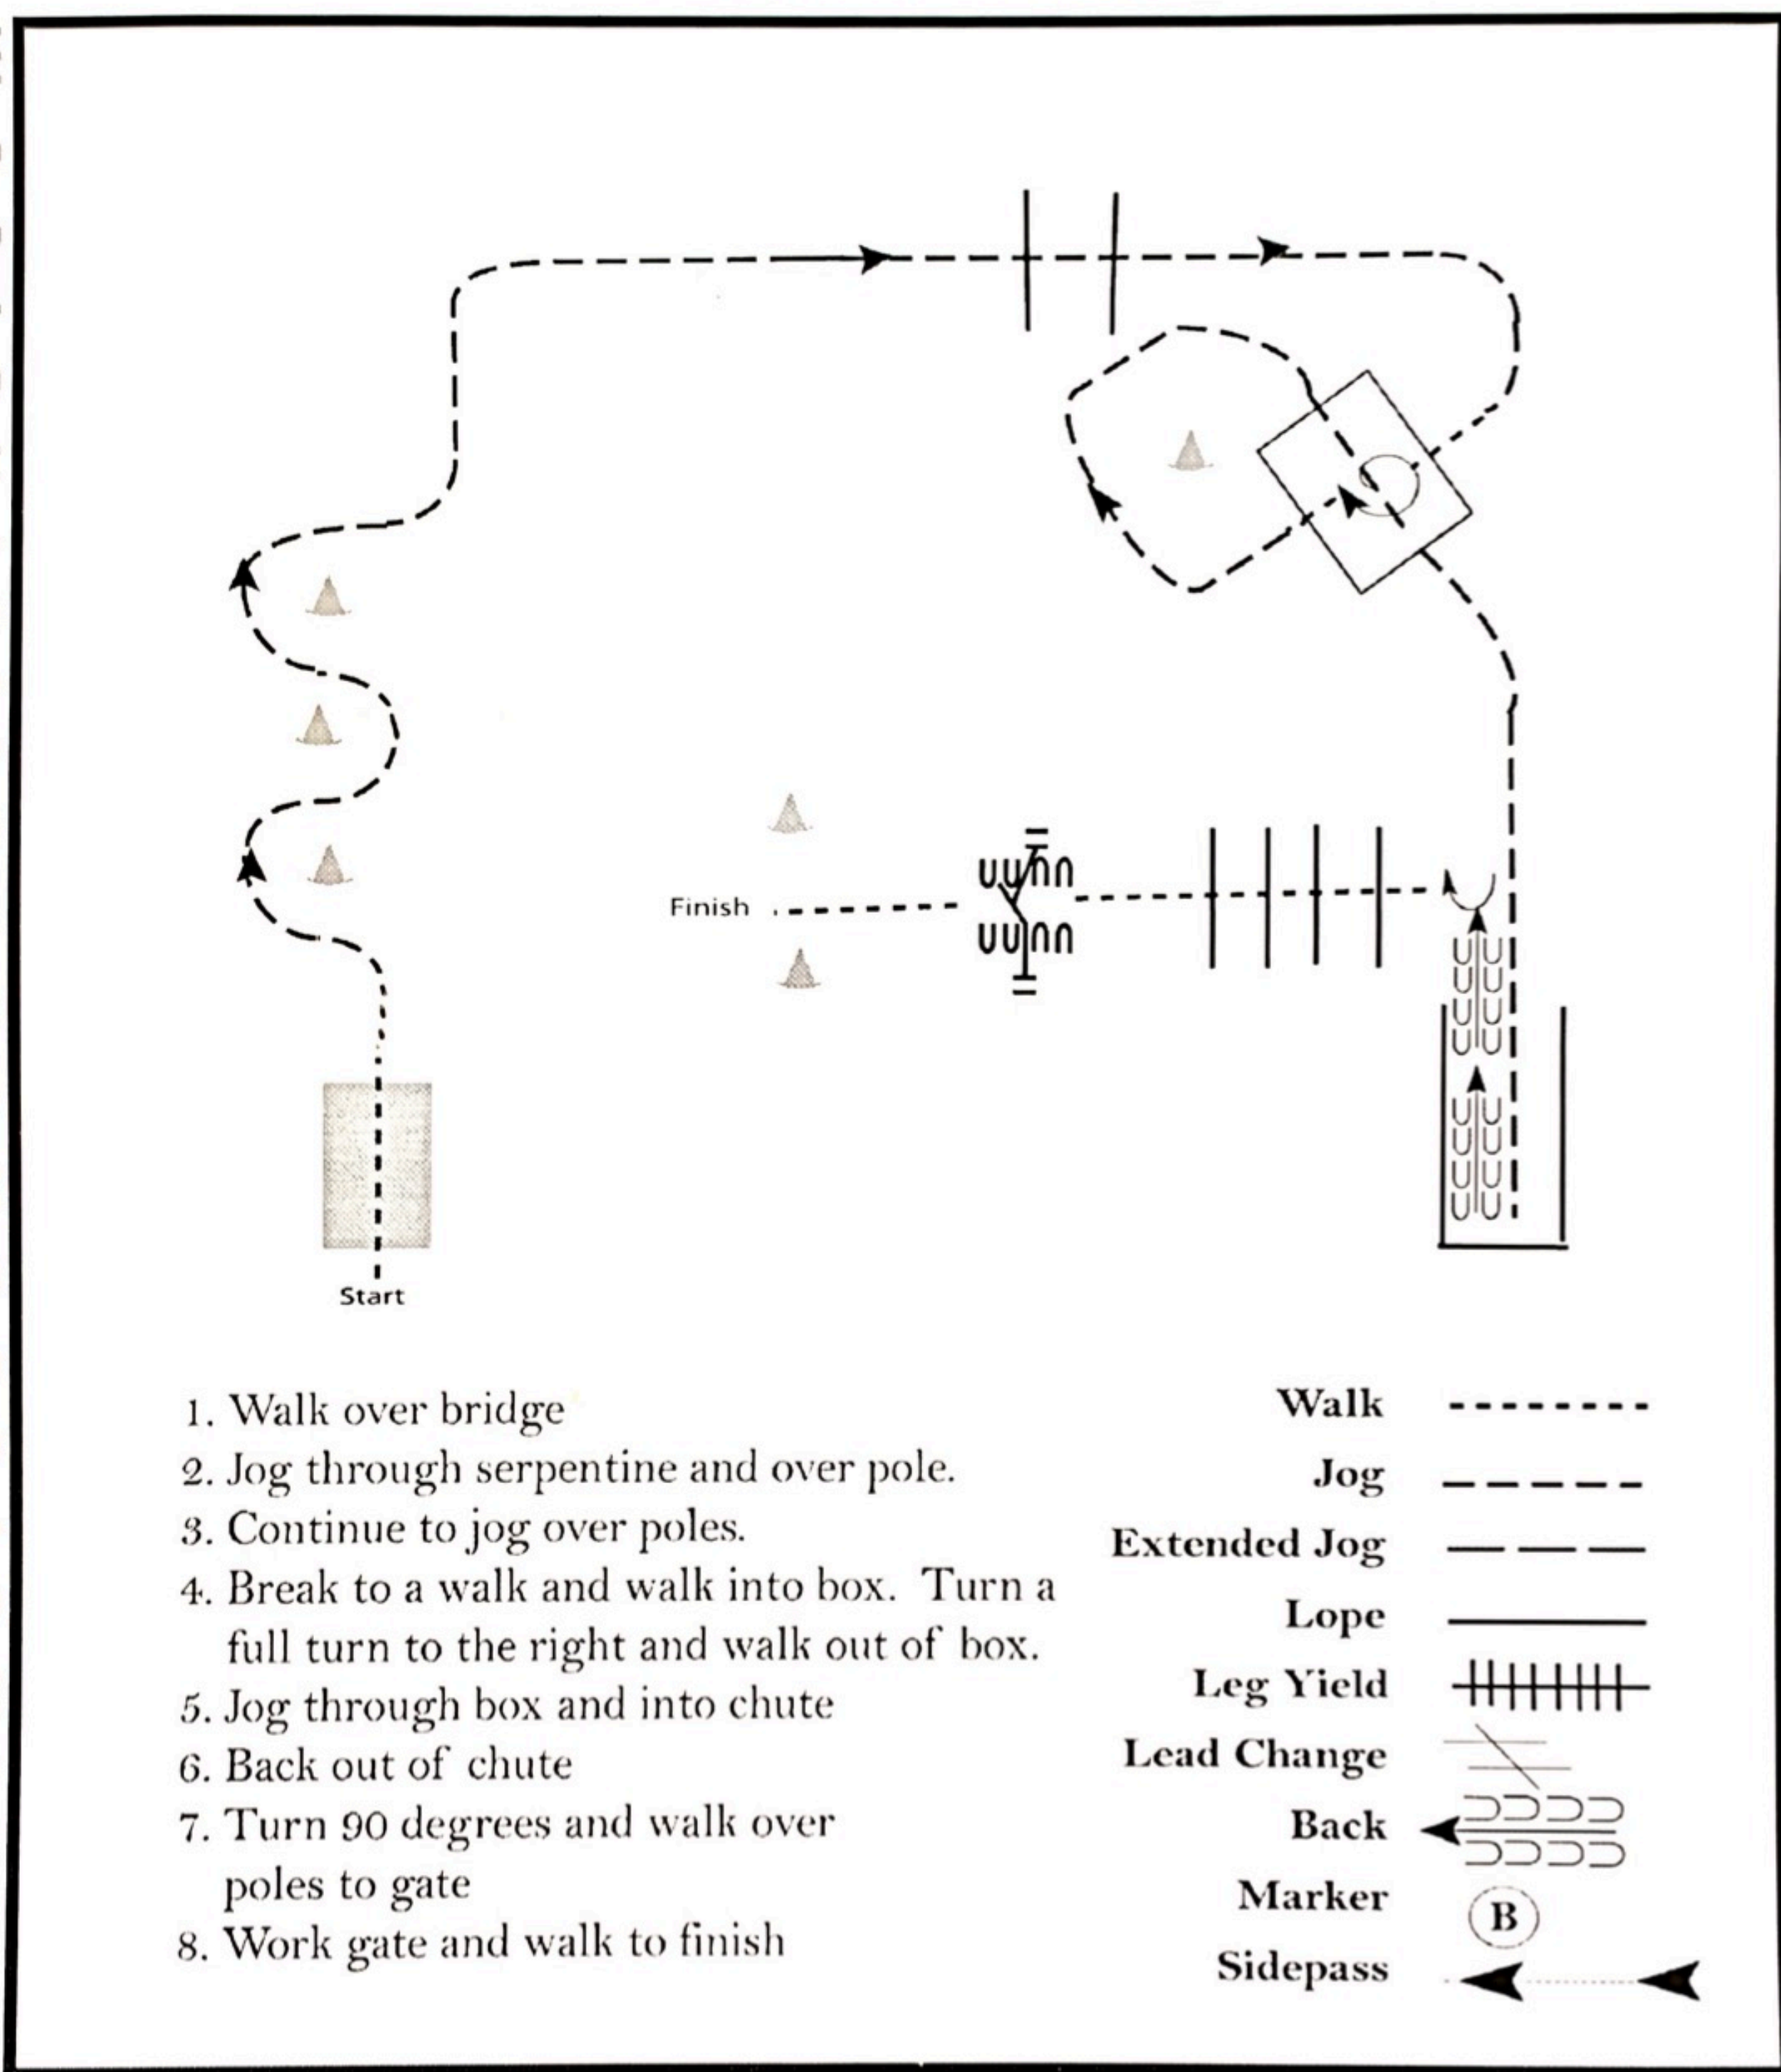 Finish
Start
1. Walk over bridge
2. Jog through serpentine and over pole.
3. Continue to jog over poles.
4. Break to a walk and walk into box. Turn a
full turn to the right and walk out of box.
5. Jog through box and into chute
6. Back out of chute
7. Turn 90 degrees and walk over
poles to gate
8. Work gate and walk to finish
Walk
Jog
Extended Jog
Lope
Leg Yield
Lead Change
Back
Marker
B
Sidepass